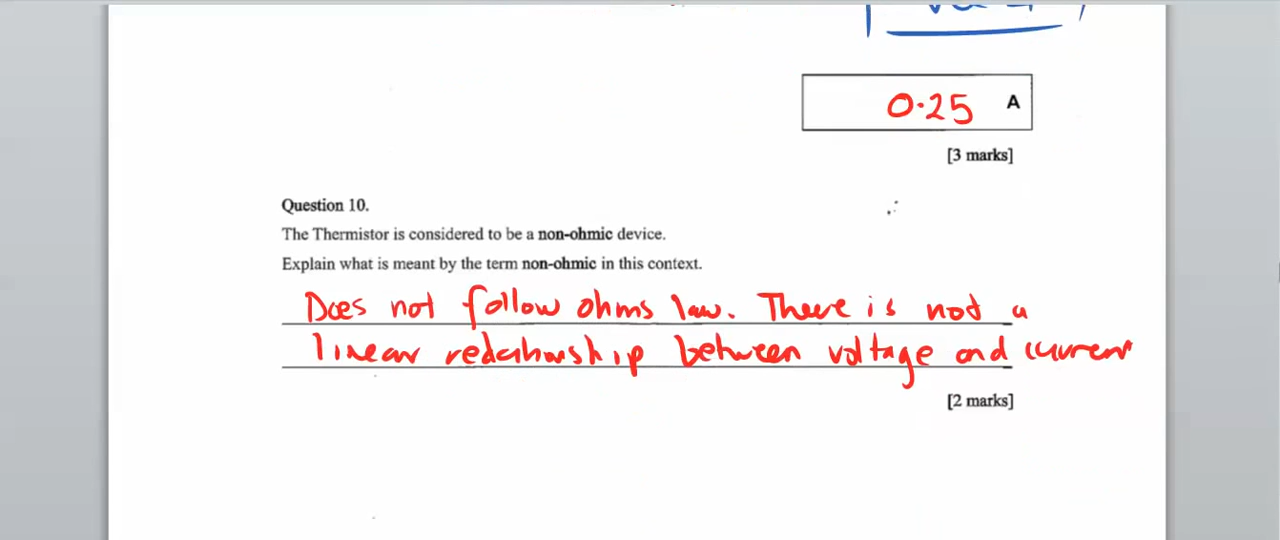 0.25 A
[3 marks]
Question 10.
The Thermistor is considered to be a non-ohmic device.
Explain what is meant by the term non-ohmic in this context.
Does not follow ohms law. There is not a
linear relationship between voltage and current
[2 marks]